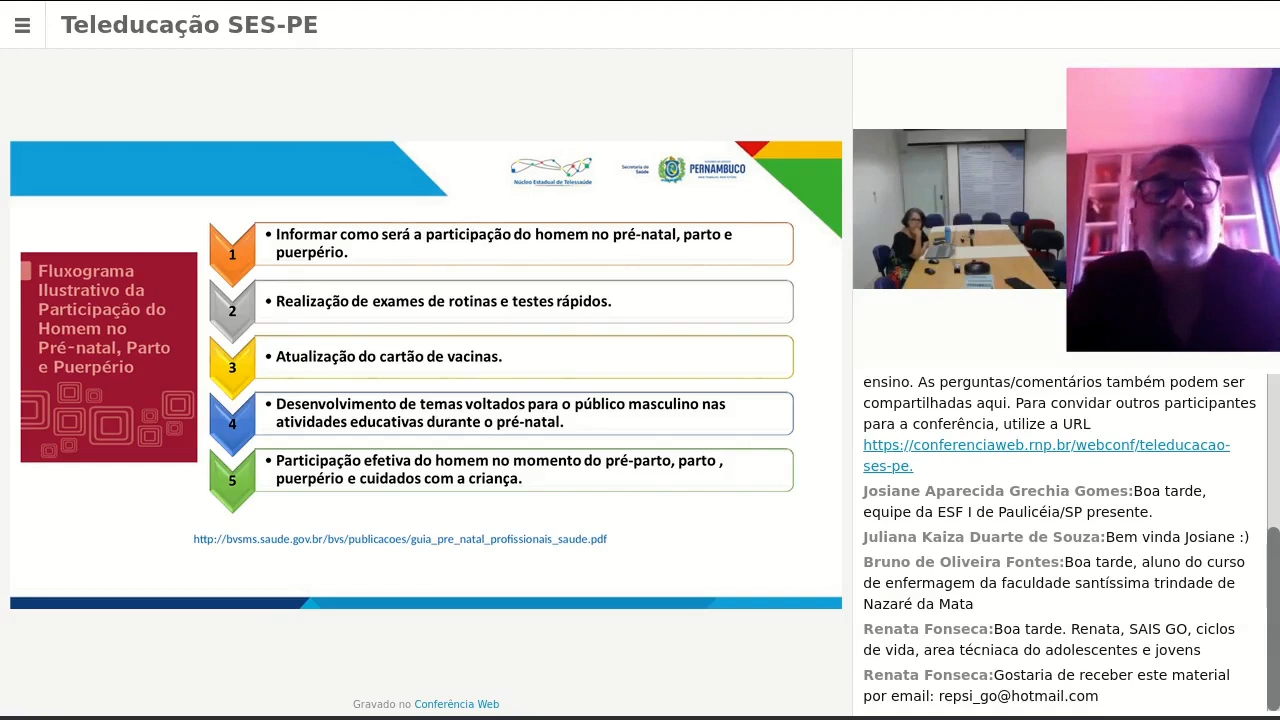 Teleducação SES-PE
Núcleo Estadual de Telessaúde
Secretaria de
Saúde
PERNAMBUCO
Fluxograma
Ilustrativo da
Participação do
Homem no
Pré-natal, Parto
e Puerpério
1
• Informar como será a participação do homem no pré-natal, parto e
puerpério.
2
• Realização de exames de rotinas e testes rápidos.
3
• Atualização do cartão de vacinas.
4
• Desenvolvimento de temas voltados para o público masculino nas
atividades educativas durante o pré-natal.
5
• Participação efetiva do homem no momento do pré-parto, parto ,
puerpério e cuidados com a criança.
http://bvsms.saude.gov.br/bvs/publicacoes/guia_pre_natal_profissionais_saude.pdf
Gravado no Conferência Web
ensino. As perguntas/comentários também podem ser
compartilhadas aqui. Para convidar outros participantes
para a conferência, utilize a URL
https://conferenciaweb.rnp.br/webconf/teleducacao-
ses-pe.
Josiane Aparecida Grechia Gomes:Boa tarde,
equipe da ESF I de Paulicéia/SP presente.
Juliana Kaiza Duarte de Souza:Bem vinda Josiane :)
Bruno de Oliveira Fontes:Boa tarde, aluno do curso
de enfermagem da faculdade santíssima trindade de
Nazaré da Mata
Renata Fonseca:Boa tarde. Renata, SAIS GO, ciclos
de vida, area técniaca do adolescentes e jovens
Renata Fonseca:Gostaria de receber este material
por email: repsi_go@hotmail.com